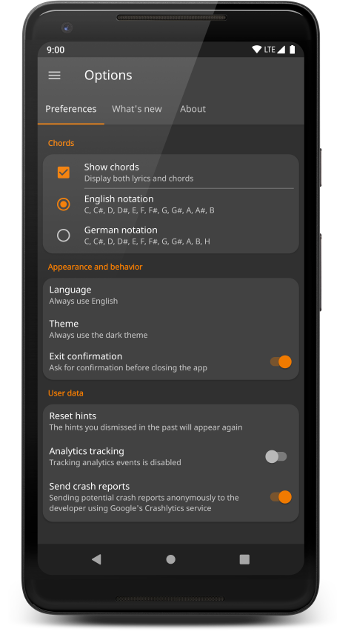 9:00
LTE
Options
Preferences What's new About
Chords
Show chords
Display both lyrics and chords
English notation
C, C#, D, D#, E, F, F#, G, G#, A, A#, B
German notation
C, C#, D, D#, E, F, F#, G, G#, A, B, H
Appearance and behavior
Language
Always use English
Theme
Always use the dark theme
Exit confirmation
Ask for confirmation before closing the app
User data
Reset hints
The hints you dismissed in the past will appear again
Analytics tracking
Tracking analytics events is disabled
Send crash reports
Sending potential crash reports anonymously to the
developer using Google's Crashlytics service